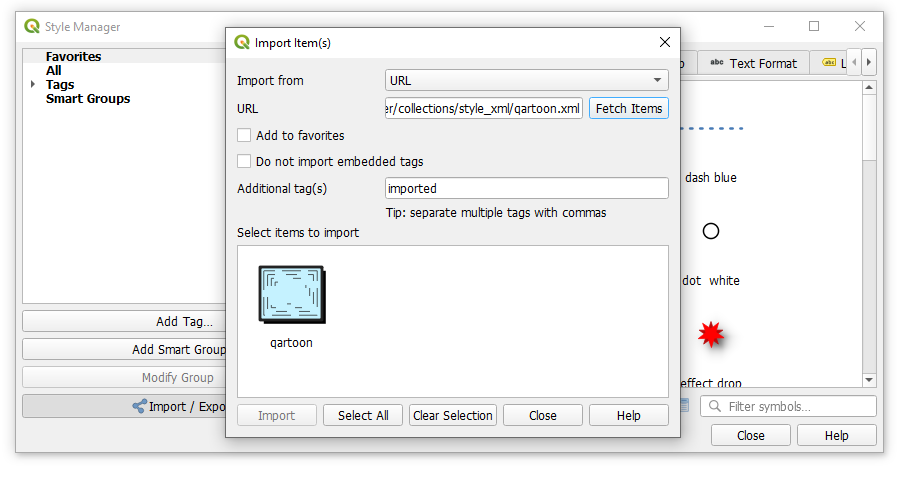 Style Manager
Favorites
All
Tags
Smart Groups
Add Tag...
Add Smart Group
Modify Group
Import / Expo
Import Item(s)
Import from
URL
URL
er/collections/style_xml/qartoon.xml
Fetch Items
Add to favorites
Do not import embedded tags
Additional tag(s)
imported
Tip: separate multiple tags with commas
Select items to import
qartoon
Import
Select All
Clear Selection
Close
Help
abc
Text Format
abc
dash blue
dot white
effect drop
Filter symbols...
Close
Help